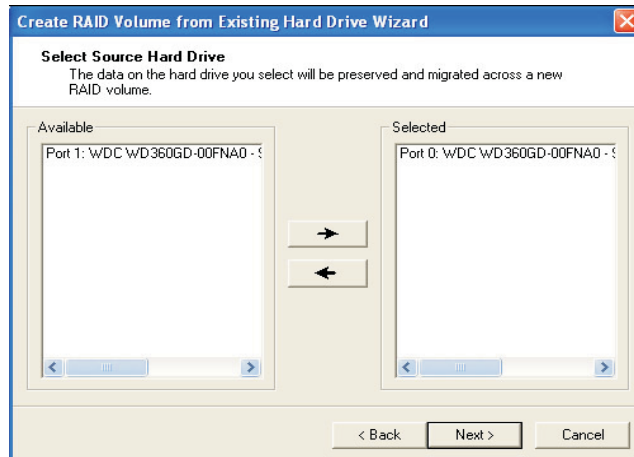 Create RAID Volume from Existing Hard Drive Wizard
Select Source Hard Drive
The data on the hard drive you select will be preserved and migrated across a new
RAID volume.
Available
Selected
Port 1: WDC WD360GD-00FNA0 -
Port 0: WDC WD360GD-00FNA0 -
< Back
Next >
Cancel